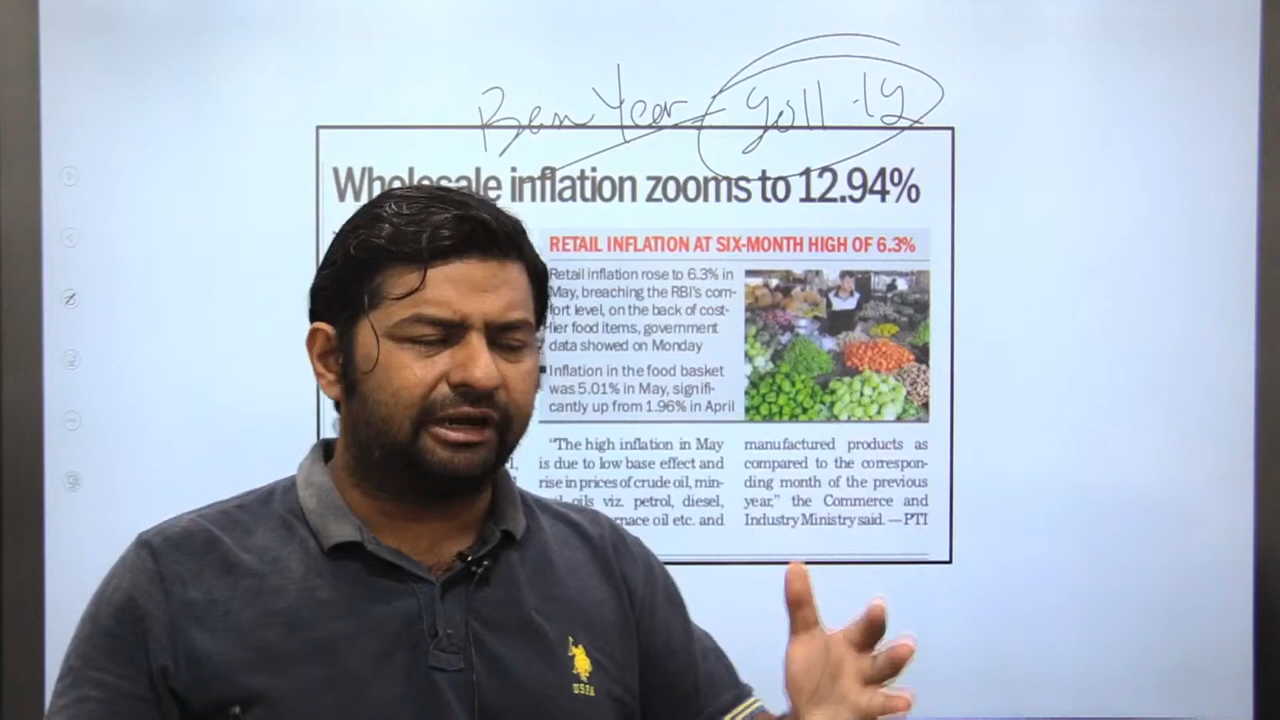 Year 2011-12
Wholesale inflation zooms to 12.94%
RETAIL INFLATION AT SIX-MONTH HIGH OF 6.3%
Retail inflation rose to 6.3% in
May, breaching the RBI's com-
fort level, on the back of cost-
lier food items, government
data showed on Monday
Inflation in the food basket
was 5.01% in May, signifi-
cantly up from 1.96% in April
"The high inflation in May
is due to low base effect and
rise in prices of crude oil, min-
oils viz. petrol, diesel,
oil etc. and
manufactured products as
compared to the correspon-
ding month of the previous
year," the Commerce and
Industry Ministry said. —PTI
USPA